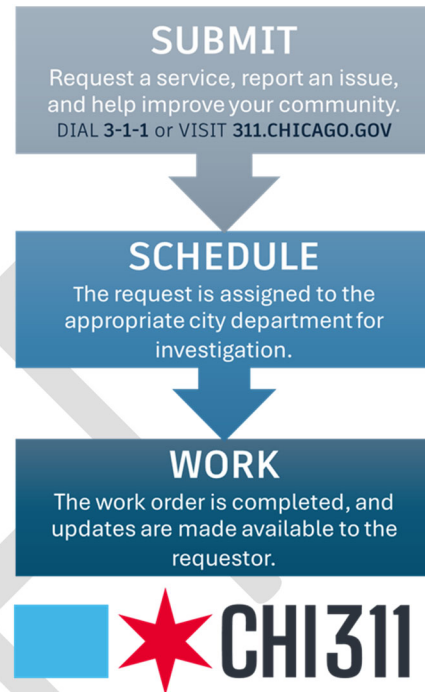 SUBMIT
Request a service, report an issue,
and help improve your community.
DIAL 3-1-1 or VISIT 311.CHICAGO.GOV
SCHEDULE
The request is assigned to the
appropriate city department for
investigation.
WORK
The work order is completed, and
updates are made available to the
requestor.
CHI311